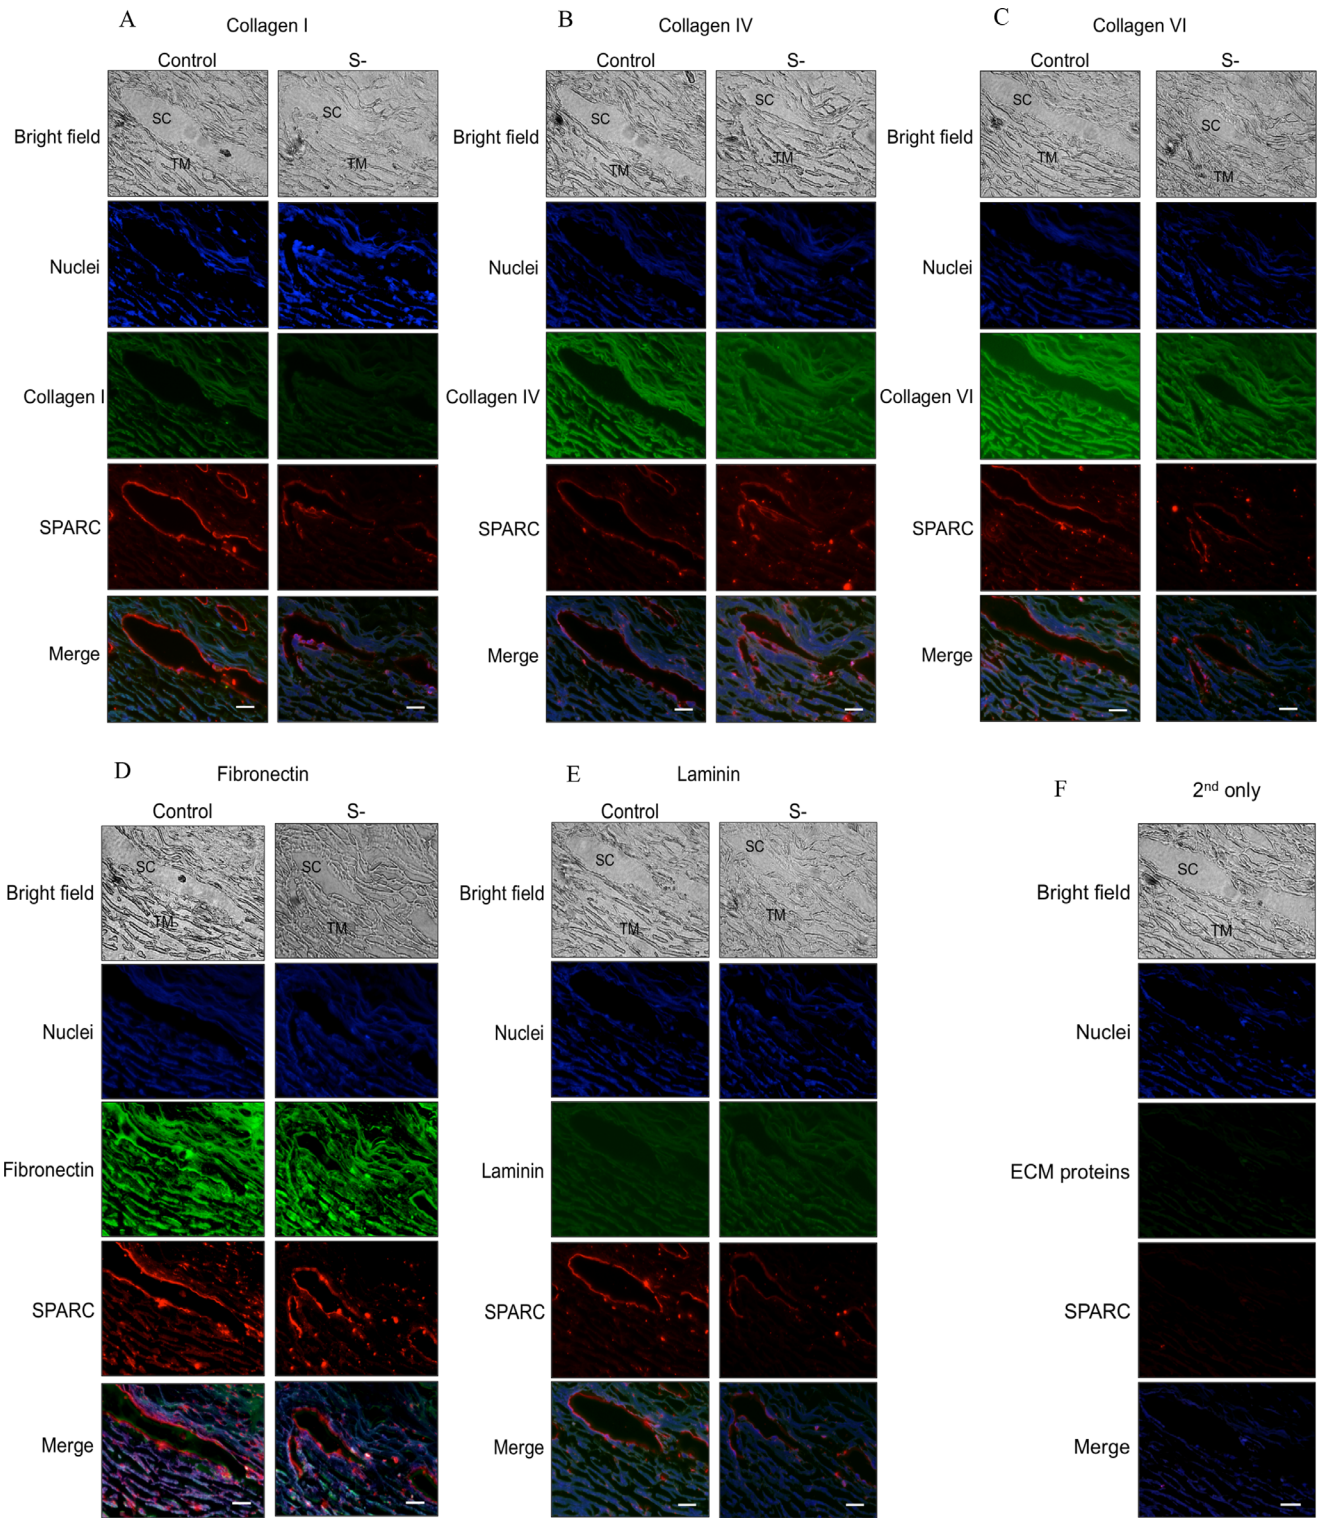 A
Collagen I
Control S-
Bright field
SC
TM
SC
TM
Nuclei
Collagen I
SPARC
Merge
B
Collagen IV
Control S-
Bright field
SC
TM
SC
TM
Nuclei
Collagen IV
SPARC
Merge
C
Collagen VI
Control S-
Bright field
SC
TM
SC
TM
Nuclei
Collagen VI
SPARC
Merge
D
Fibronectin
Control S-
Bright field
SC
TM
SC
TM
Nuclei
Fibronectin
SPARC
Merge
E
Laminin
Control S-
Bright field
SC
TM
SC
TM
Nuclei
Laminin
SPARC
Merge
F
2nd only
Bright field
SC
TM
Nuclei
ECM proteins
SPARC
Merge